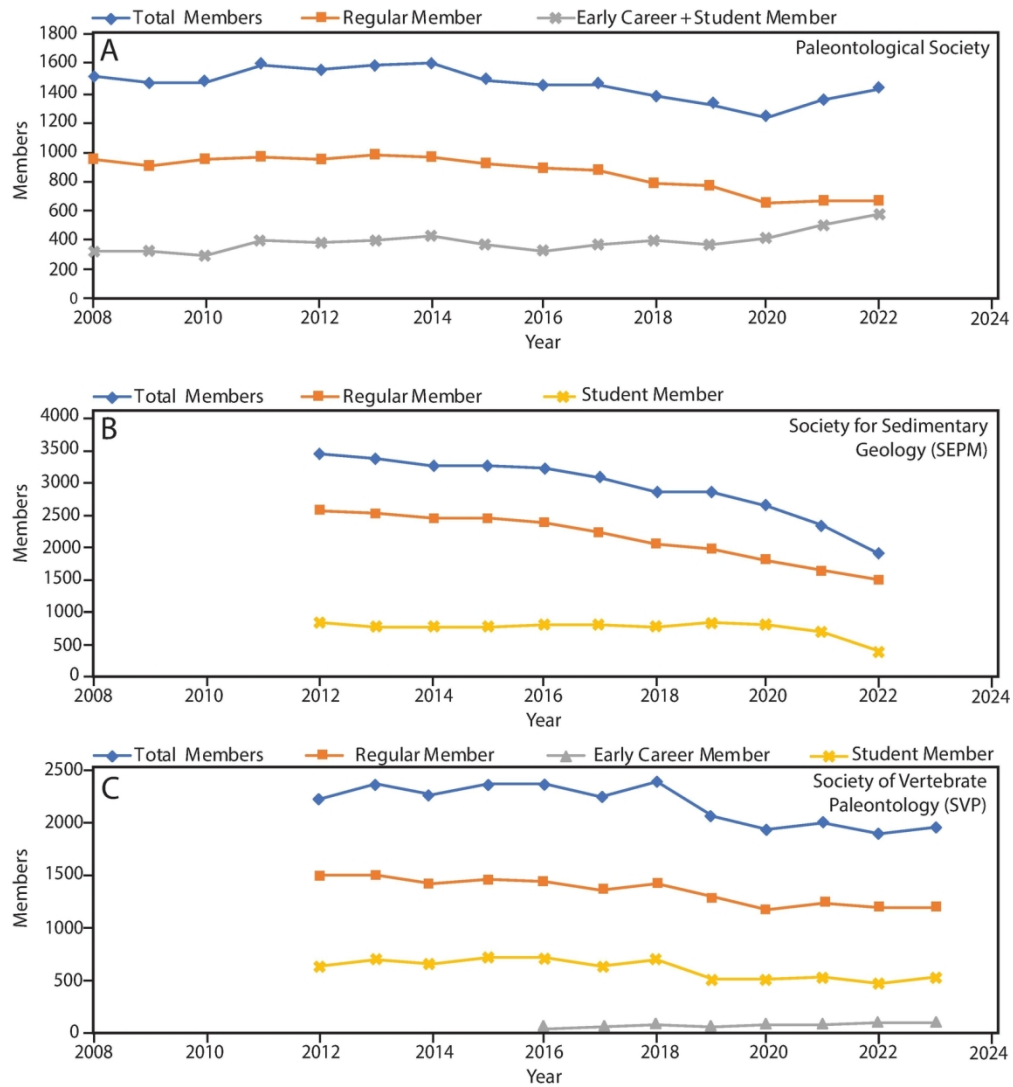 Total Members Regular Members Early Career + Student Member
A Paleontological Society
1800
1600
1400
1200
1000
800
600
400
200
0
Members
2008 2010 2012 2014 2016 2018 2020 2022 2024
Year
Total Members Regular Member Student Member
B Society for Sedimentary
Geology (SEPM)
4000
3500
3000
2500
2000
1500
1000
500
0
Members
2008 2010 2012 2014 2016 2018 2020 2022 2024
Year
Total Members Regular Member Early Career Member Student Member
C Society of Vertebrate
Paleontology (SVP)
2500
2000
1500
1000
500
0
Members
2008 2010 2012 2014 2016 2018 2020 2022 2024
Year